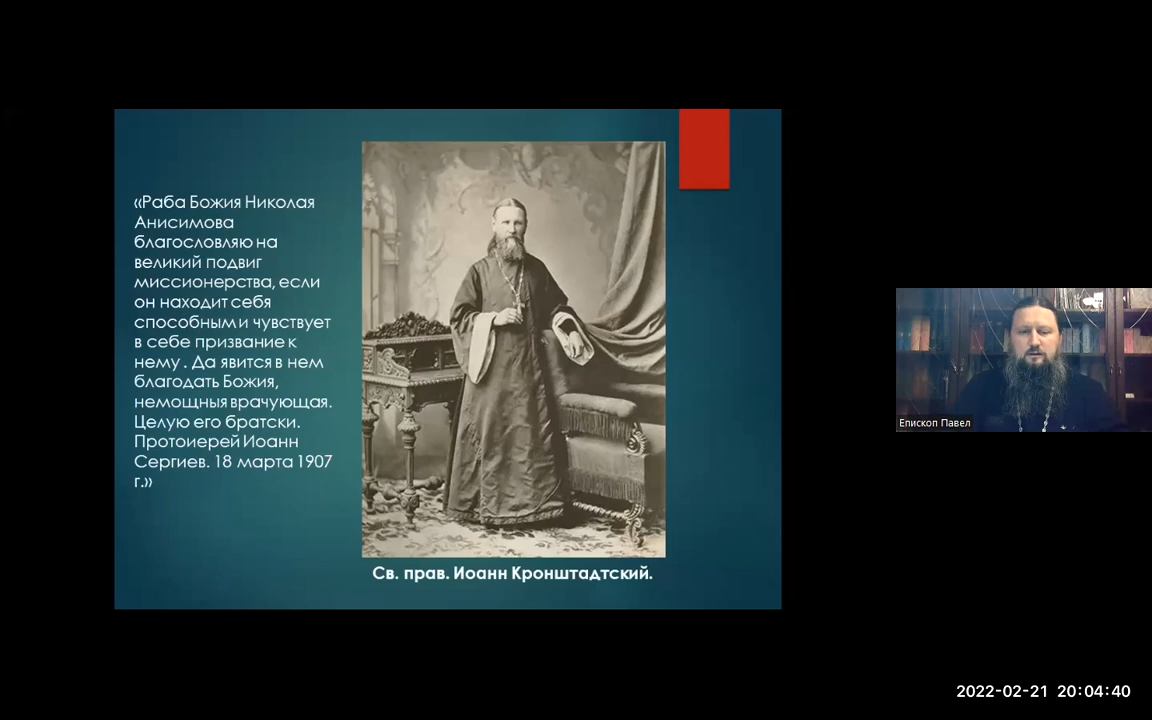 «Раба Божия Николая
Анисимова
благословляю на
великий подвиг
миссионерства, если
он находит себя
способным и чувствует
в себе призвание к
нему . Да явится в нем
благодать Божия,
немощныя врачующая.
Целую его братски.
Протоиерей Иоанн
Сергиев. 18 марта 1907
г.»
Св. прав. Иоанн Кронштадтский.
Епископ Павел
2022-02-21 20:04:40